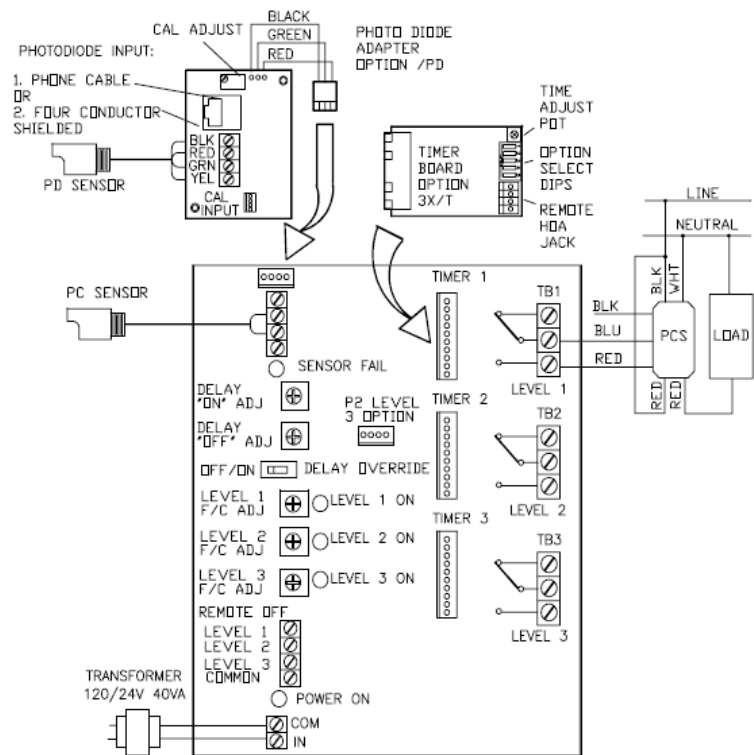 BLACK
GREEN
RED
CAL ADJUST
PHOTODIODE INPUT:
1. PHONE CABLE
OR
2. FOUR CONDUCTOR
SHIELDED
BLK
RED
GRN
YEL
PD SENSOR
CAL
INPUT
PHOTO DIODE
ADAPTER
OPTION /PD
TIME
ADJUST
POT
TIMER
BOARD
OPTION
3X/T
OPTION
SELECT
DIPS
REMOTE
HOA
JACK
LINE
NEUTRAL
BLK
WHT
BLK
BLU
RED
PCS
LOAD
RED
RED
PC SENSOR
SENSOR FAIL
DELAY
"ON" ADJ
DELAY
"OFF" ADJ
P2 LEVEL
3 OPTION
OFF/ON
DELAY OVERRIDE
LEVEL 1
F/C ADJ
LEVEL 1 ON
LEVEL 2
F/C ADJ
LEVEL 2 ON
LEVEL 3
F/C ADJ
LEVEL 3 ON
REMOTE OFF
LEVEL 1
LEVEL 2
LEVEL 3
COMMON
POWER ON
COM
IN
TRANSFORMER
120/24V 40VA
TIMER 1
TB1
LEVEL 1
TIMER 2
TB2
LEVEL 2
TIMER 3
TB3
LEVEL 3